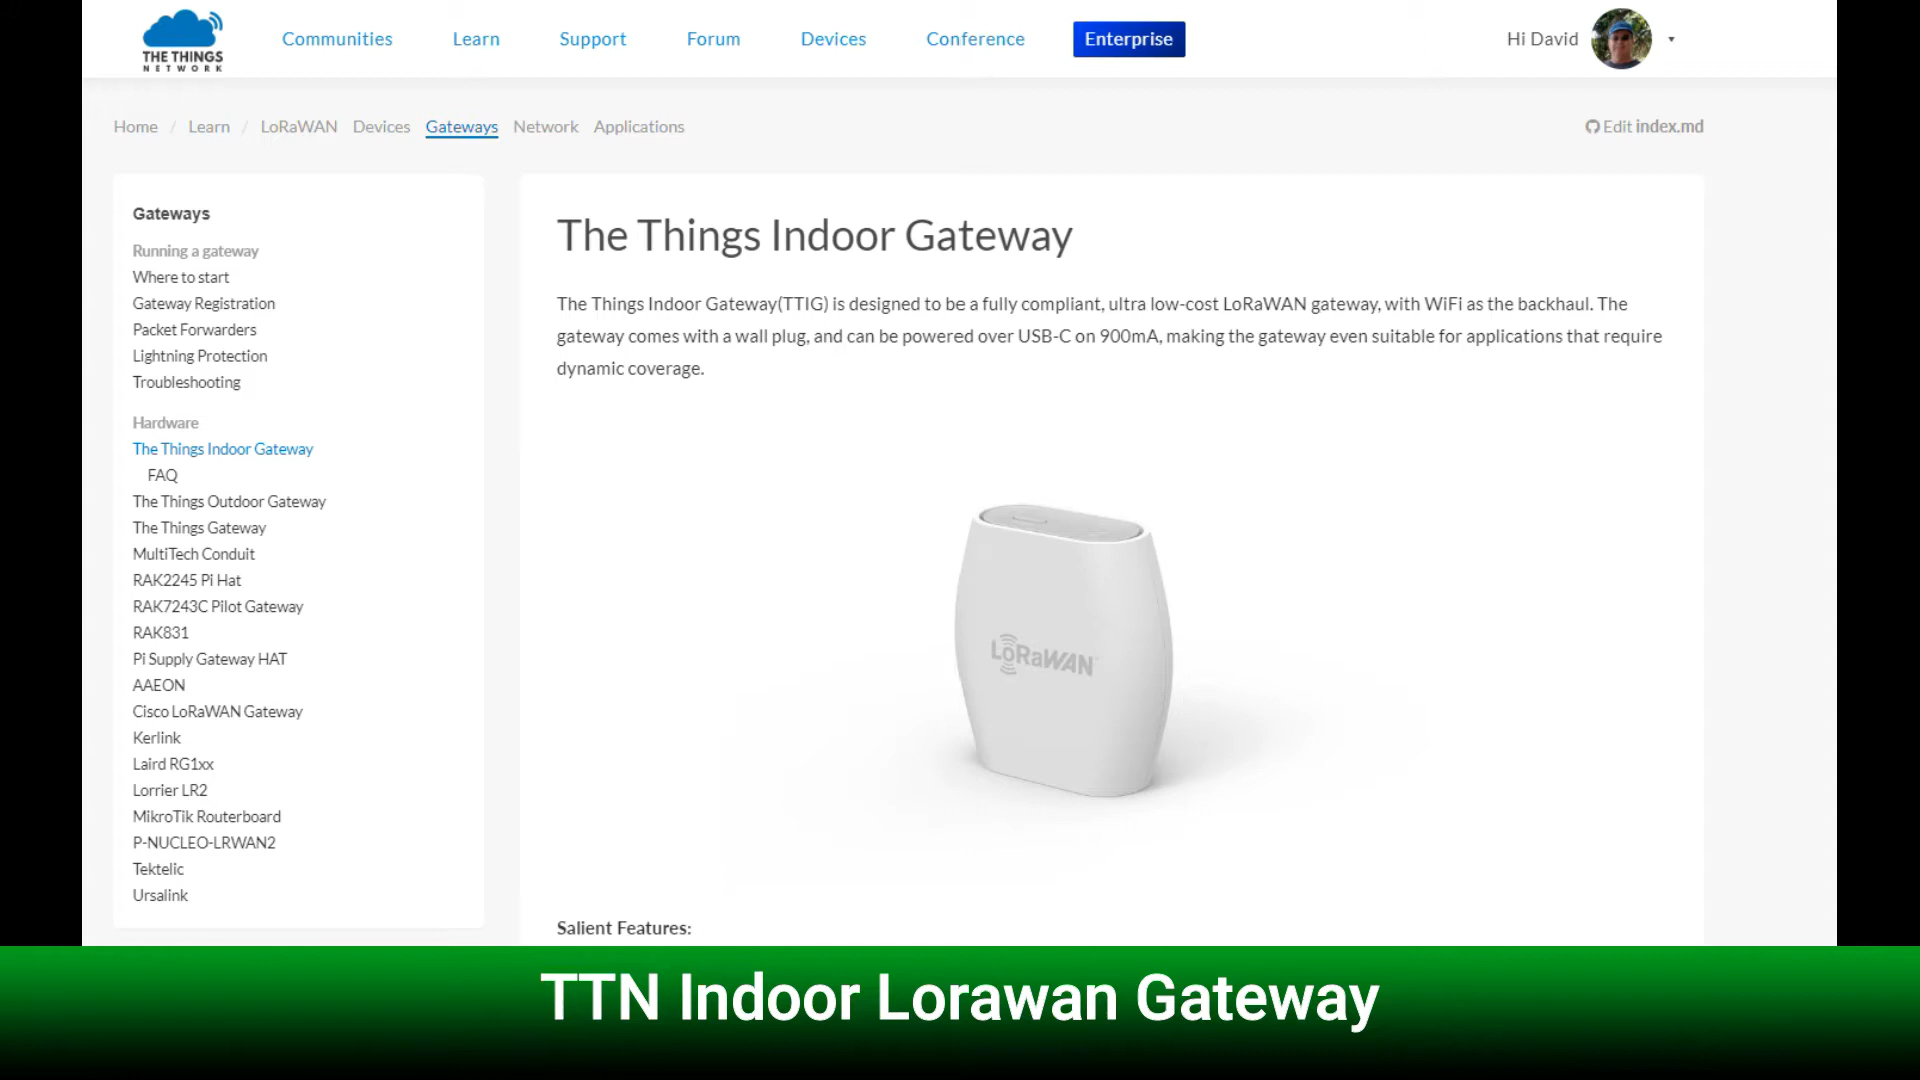 THE THINGS
NETWORK
Communities
Learn
Support
Forum
Devices
Conference
Enterprise
Hi David
Home / Learn / LoRaWAN Devices Gateways Network Applications
Edit index.md
Gateways
Running a gateway
Where to start
Gateway Registration
Packet Forwarders
Lightning Protection
Troubleshooting
Hardware
The Things Indoor Gateway
FAQ
The Things Outdoor Gateway
The Things Gateway
MultiTech Conduit
RAK2245 Pi Hat
RAK7243C Pilot Gateway
RAK831
Pi Supply Gateway HAT
AAEON
Cisco LoRaWAN Gateway
Kerlink
Laird RG1xx
Lorrier LR2
MikroTik Routerboard
P-NUCLEO-LRWAN2
Tektelic
Ursalink
The Things Indoor Gateway
The Things Indoor Gateway(TTIG) is designed to be a fully compliant, ultra low-cost LoRaWAN gateway, with WiFi as the backhaul. The
gateway comes with a wall plug, and can be powered over USB-C on 900mA, making the gateway even suitable for applications that require
dynamic coverage.
LoRaWAN
Salient Features:
TTN Indoor Lorawan Gateway